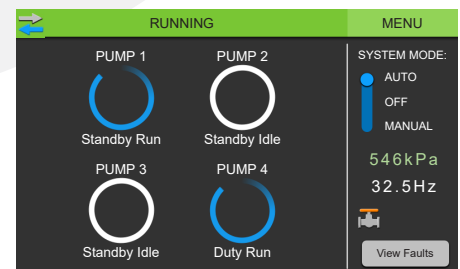 RUNNING
MENU
PUMP 1
PUMP 2
Standby Run
Standby Idle
PUMP 3
PUMP 4
Standby Idle
Duty Run
SYSTEM MODE:
AUTO
OFF
MANUAL
546kPa
32.5Hz
View Faults